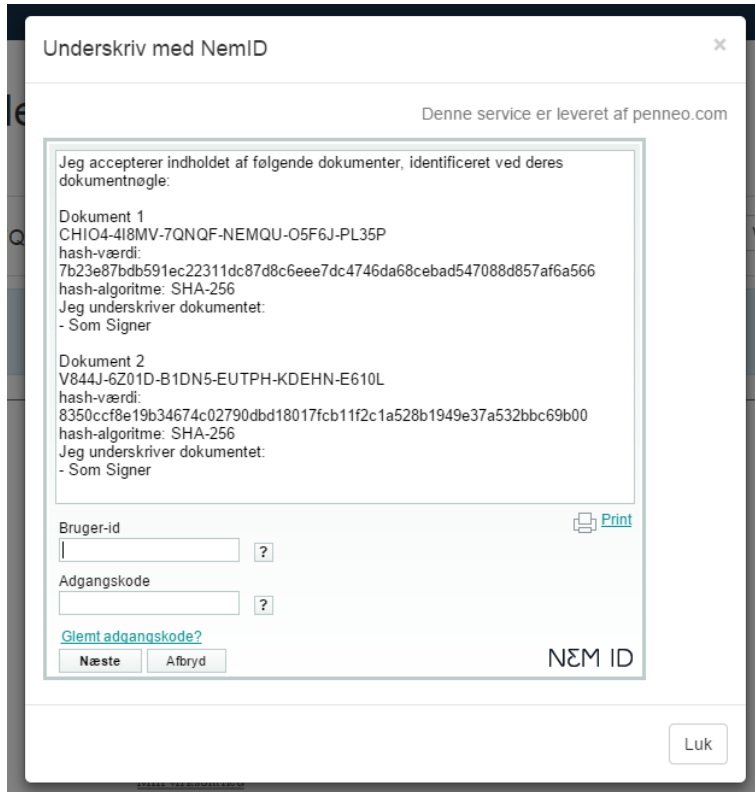 Underskriv med NemID
×
Denne service er leveret af penneo.com
Jeg accepterer indholdet af følgende dokumenter, identificeret ved deres
dokumentnøgle:
Dokument 1
CHIO4-4I8MV-7QNQF-NEMQU-O5F6J-PL35P
hash-værdi:
7b23e87bdb591ec22311dc87d8c6eee7dc4746da68cebad547088d857af6a566
hash-algoritme: SHA-256
Jeg underskriver dokumentet:
- Som Signer
Dokument 2
V844J-6Z01D-B1DN5-EUTPH-KDEHN-E610L
hash-værdi:
8350ccf8e19b34674c02790dbd18017fcb11f2c1a528b1949e37a532bbc69b00
hash-algoritme: SHA-256
Jeg underskriver dokumentet:
- Som Signer
Print
Bruger-id
?
Adgangskode
?
Glemt adgangskode?
Næste Afbryd
NEM ID
Luk